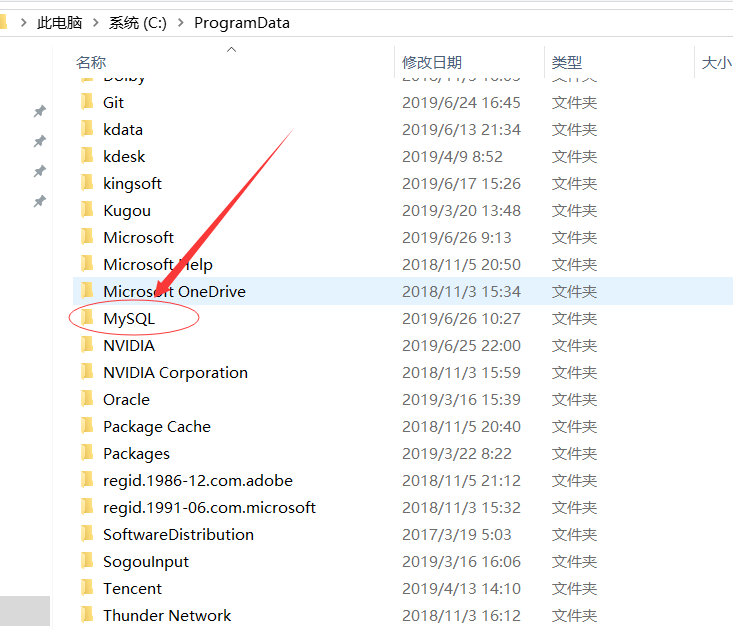 此电脑 > 系统 (C:) > ProgramData
名称 修改日期 类型 大小
Dolby 2018/11/3 16:05 文件夹
Git 2019/6/24 16:45 文件夹
kdata 2019/6/13 21:34 文件夹
kdesk 2019/4/9 8:52 文件夹
kingsoft 2019/6/17 15:26 文件夹
Kugou 2019/3/20 13:48 文件夹
Microsoft 2019/6/26 9:13 文件夹
Microsoft Help 2018/11/5 20:50 文件夹
Microsoft OneDrive 2018/11/3 15:34 文件夹
MySQL 2019/6/26 10:27 文件夹
NVIDIA 2019/6/25 22:00 文件夹
NVIDIA Corporation 2018/11/3 15:59 文件夹
Oracle 2019/3/16 15:39 文件夹
Package Cache 2018/11/5 20:40 文件夹
Packages 2019/3/22 8:22 文件夹
regid.1986-12.com.adobe 2018/11/5 21:12 文件夹
regid.1991-06.com.microsoft 2018/11/3 15:32 文件夹
SoftwareDistribution 2017/3/19 5:03 文件夹
SogouInput 2019/3/16 16:06 文件夹
Tencent 2019/4/13 14:10 文件夹
Thunder Network 2018/11/3 16:12 文件夹